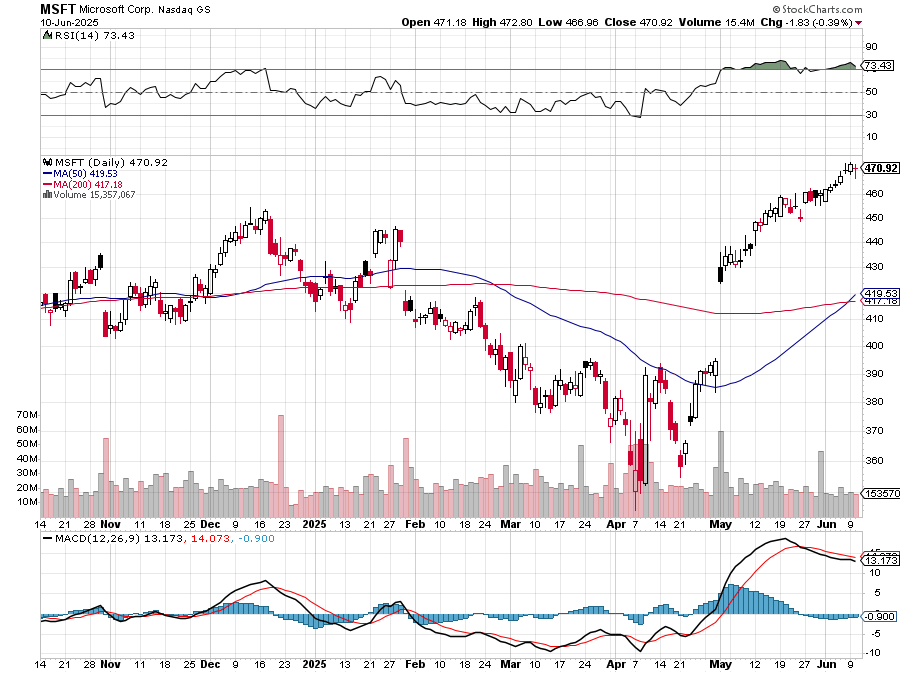 MSFT Microsoft Corp. Nasdaq GS © StockCharts.com
10-Jun-2025 Open 471.18 High 472.80 Low 466.96 Close 470.92 Volume 15.4M Chg -1.83 (-0.39%)
RSI(14) 73.43
90
73.43
50
30
10
MSFT (Daily) 470.92
MA(50) 419.53
MA(200) 417.18
Volume 15,357,067
470.92
460
450
440
430
419.53
417.18
410
400
390
380
370
360
70M
60M
50M
40M
30M
20M
10M
153570
14 21 28 Nov 11 18 25 Dec 9 16 23 2025 13 21 27 Feb 10 18 24 Mar 10 17 24 Apr 7 14 21 May 12 19 27 Jun 9
MACD(12,26,9) 13.173, 14.073, -0.900
13.173
10
5
-0.900
-5
-10
14 21 28 Nov 11 18 25 Dec 9 16 23 2025 13 21 27 Feb 10 18 24 Mar 10 17 24 Apr 7 14 21 May 12 19 27 Jun 9